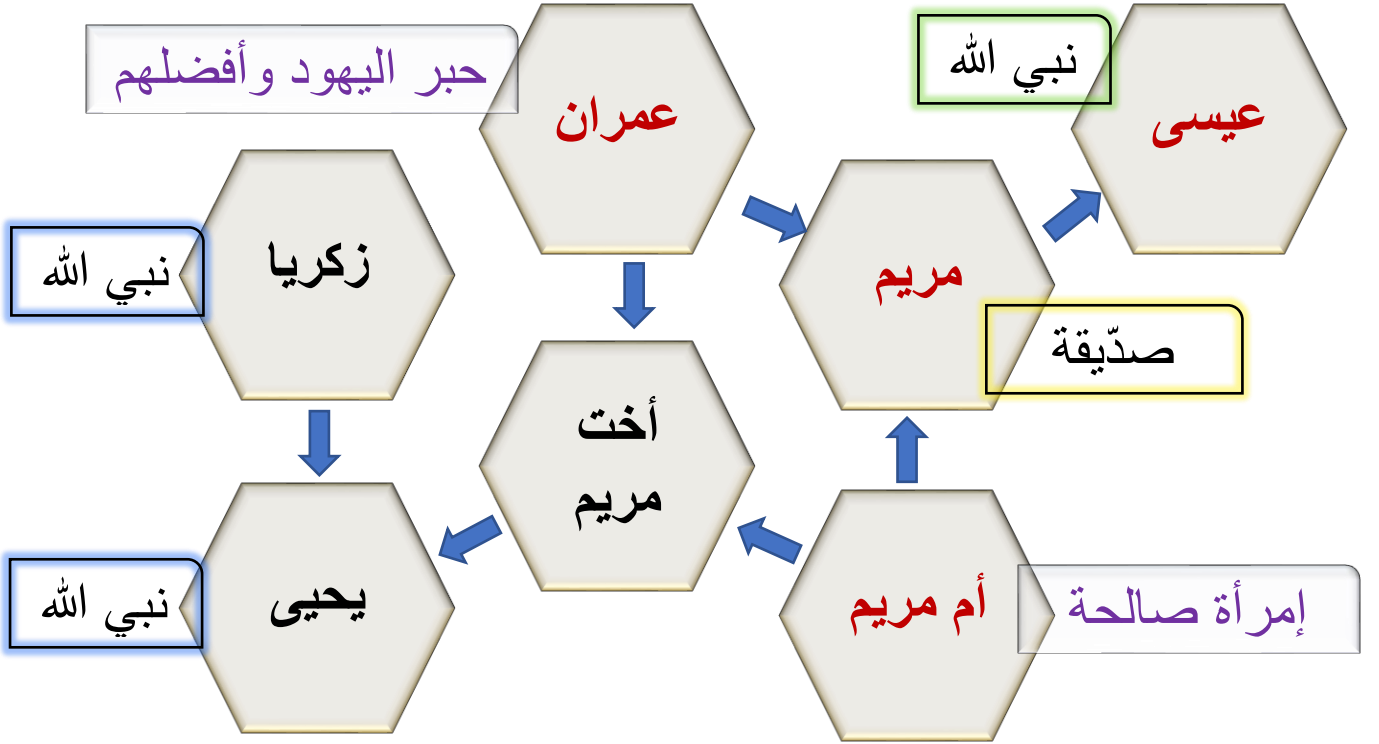 نبي الله
عيسى
حبر اليهود وأفضلهم
عمران
مريم
صدّيقة
زكريا
نبي الله
أخت
مريم
أم مريم
إمرأة صالحة
يحيى
نبي الله